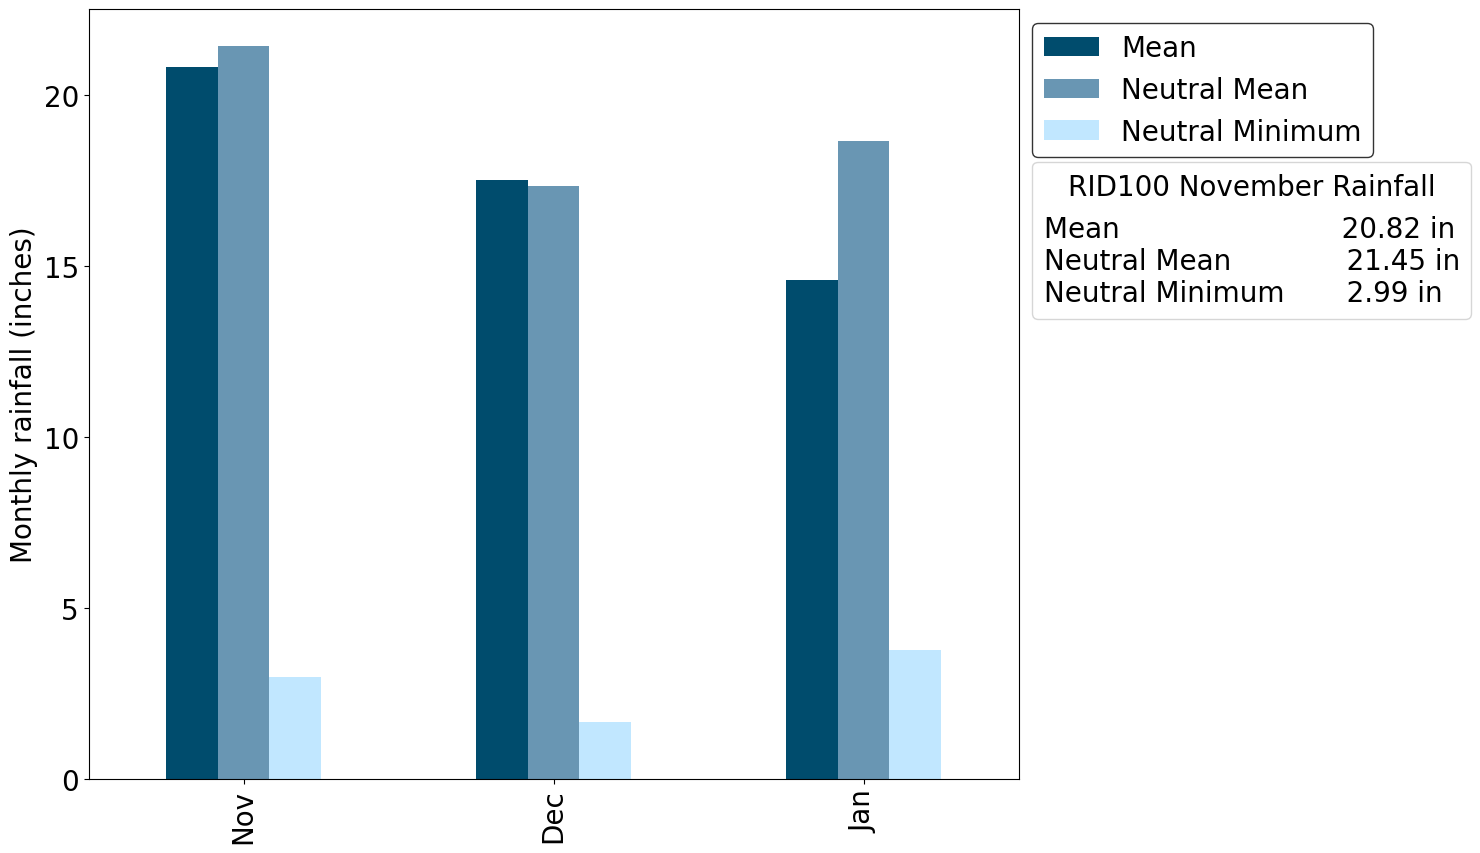 Monthly rainfall (inches)
20
15
10
5
0
Nov
Dec
Jan
Mean
Neutral Mean
Neutral Minimum
RID100 November Rainfall
Mean 20.82 in
Neutral Mean 21.45 in
Neutral Minimum 2.99 in